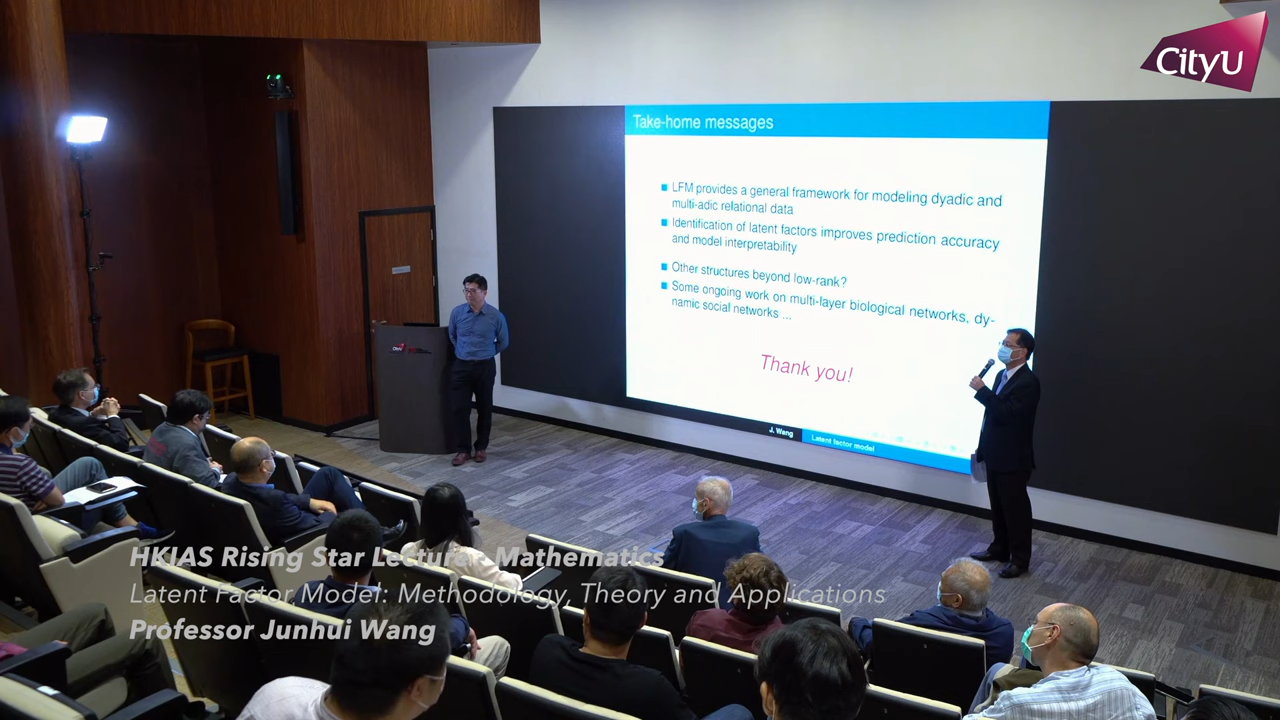 CityU
Take-home messages
LFM provides a general framework for modeling dyadic and
multi-adic relational data
Identification of latent factors improves prediction accuracy
and model interpretability
Other structures beyond low-rank?
Some ongoing work on multi-layer biological networks, dy-
namic social networks ...
Thank you!
J. Wang
Latent factor model
CityU
HKIAS Rising Star Lecture: Mathematics
Latent Factor Model: Methodology, Theory and Applications
Professor Junhui Wang